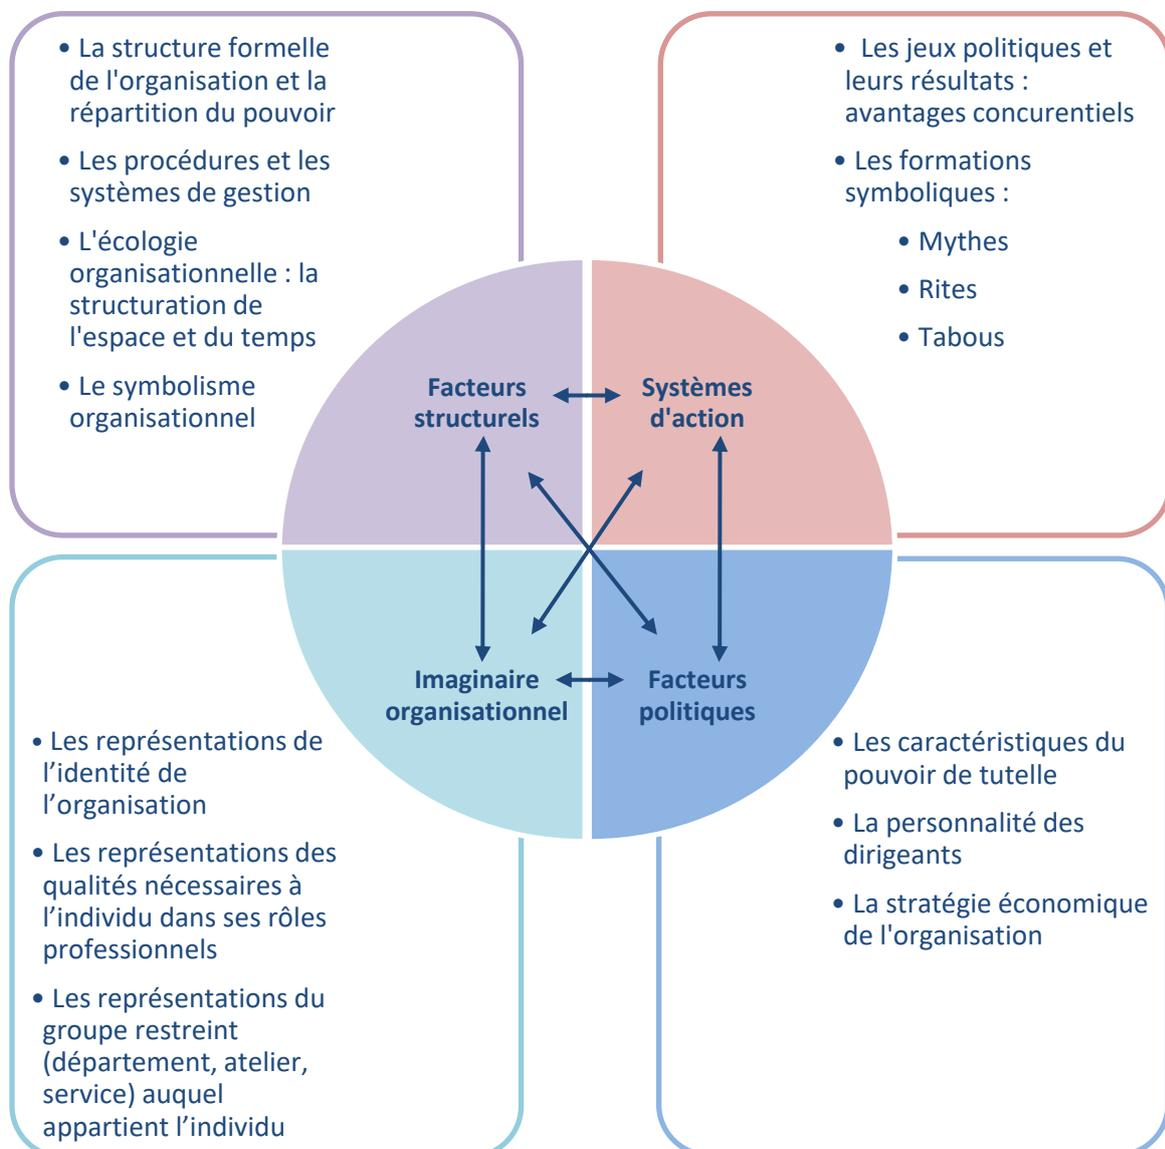 • La structure formelle
de l'organisation et la
répartition du pouvoir
• Les procédures et les
systèmes de gestion
• L'écologie
organisationnelle : la
structuration de
l'espace et du temps
• Le symbolisme
organisationnel
• Les jeux politiques et
leurs résultats :
avantages concurentiels
• Les formations
symboliques :
• Mythes
• Rites
• Tabous
Facteurs
structurels
Systèmes
d'action
Imaginaire
organisationnel
Facteurs
politiques
• Les représentations de
l’identité de
l’organisation
• Les représentations des
qualités nécessaires à
l’individu dans ses rôles
professionnels
• Les représentations du
groupe restreint
(département, atelier,
service) auquel
appartient l’individu
• Les caractéristiques du
pouvoir de tutelle
• La personnalité des
dirigeants
• La stratégie économique
de l'organisation